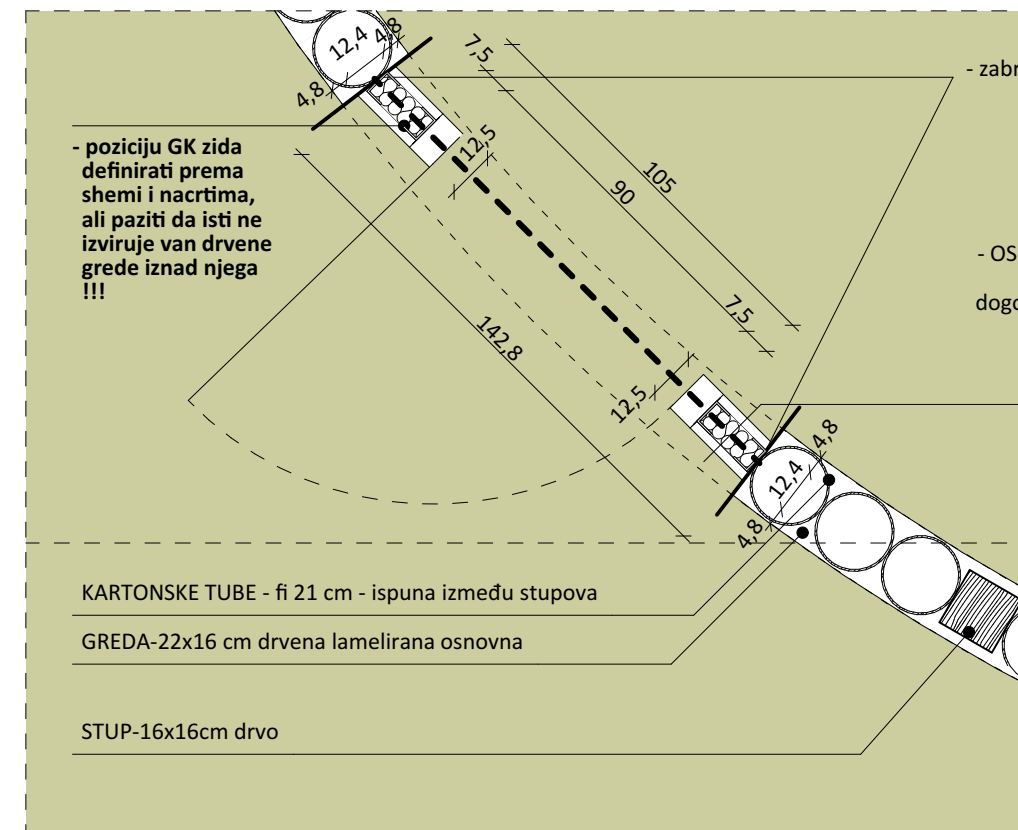 12,4
4,8
4,8
7,5
- zabr
- poziciju GK zida
definirati prema
shemi i nacrtima,
ali paziti da isti ne
izviruje van drvene
grede iznad njega
!!!
12,5
105
90
- OS
7,5
dogo
142,8
12,5
4,8
12,4
4,8
KARTONSKE TUBE - fi 21 cm - ispuna između stupova
GREDA-22x16 cm drvena lamelirana osnovna
STUP-16x16cm drvo